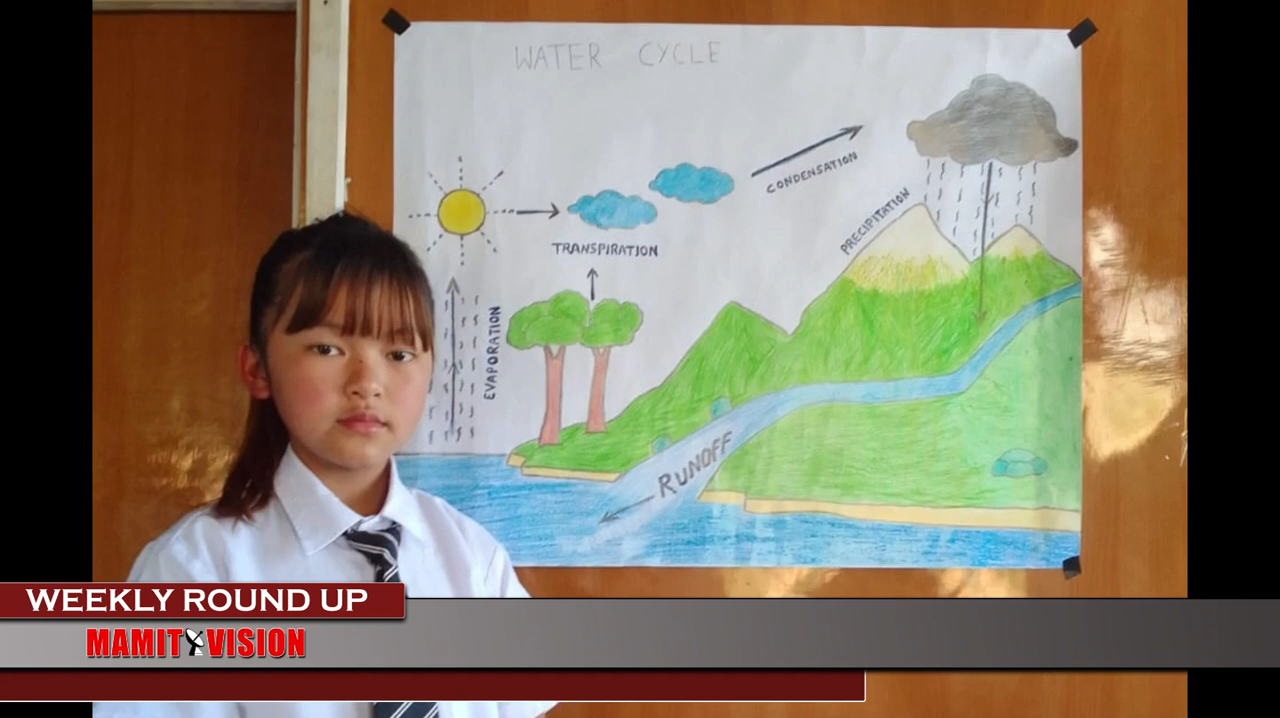 WATER CYCLE
CONDENSATION
PRECIPITATION
TRANSPIRATION
EVAPORATION
RUNOFF
WEEKLY ROUND UP
MAMIT VISION